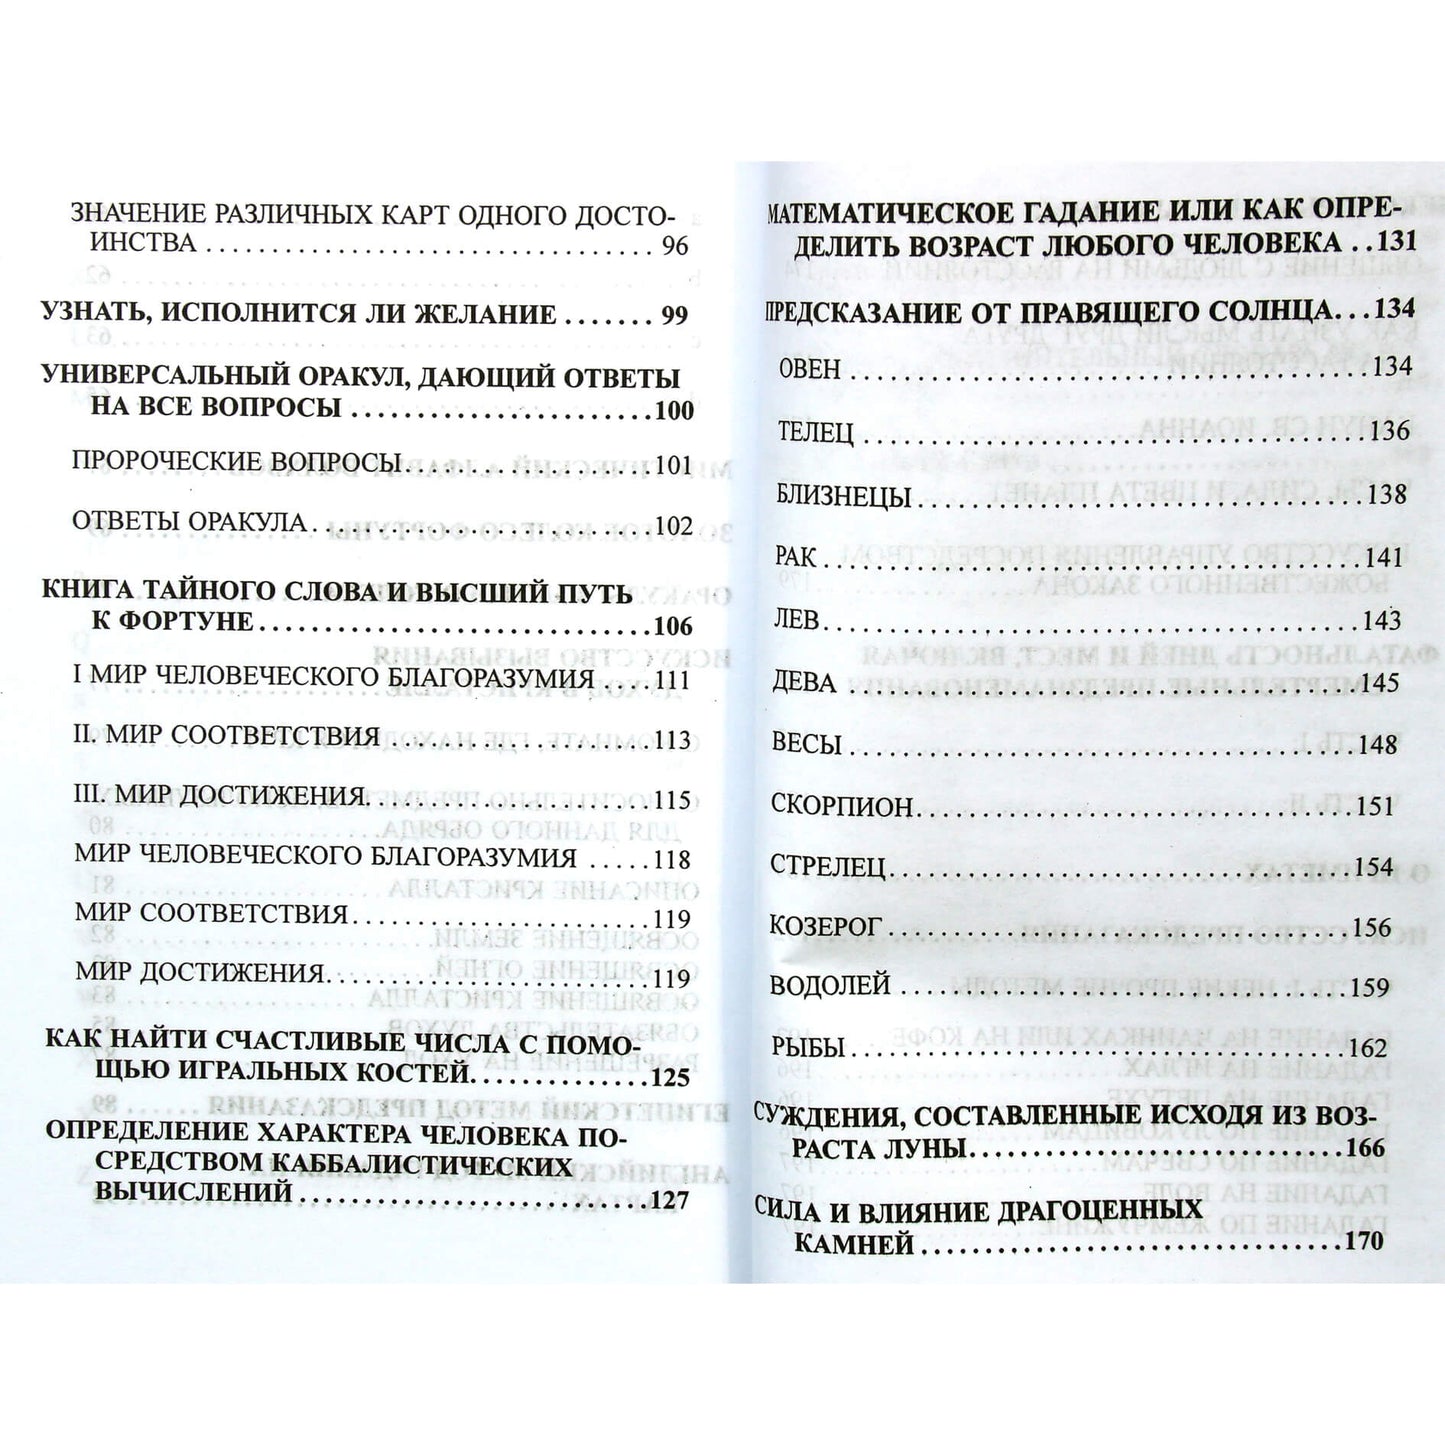 ЗНАЧЕНИЕ РАЗЛИЧНЫХ КАРТ ОДНОГО ДОСТО-
ИНСТВА . . . . . . . . . . . . . . . . . . . . . . . . . . . . . . . . . 96
УЗНАТЬ, ИСПОЛНИТСЯ ЛИ ЖЕЛАНИЕ . . . . . . . 99
УНИВЕРСАЛЬНЫЙ ОРАКУЛ, ДАЮЩИЙ ОТВЕТЫ
НА ВСЕ ВОПРОСЫ . . . . . . . . . . . . . . . . . . . . . . . 100
ПРОРОЧЕСКИЕ ВОПРОСЫ. . . . . . . . . . . . . . . . . . . 101
ОТВЕТЫ ОРАКУЛА . . . . . . . . . . . . . . . . . . . . . . . . . 102
КНИГА ТАЙНОГО СЛОВА И ВЫСШИЙ ПУТЬ
К ФОРТУНЕ . . . . . . . . . . . . . . . . . . . . . . . . . . . . . . 106
I МИР ЧЕЛОВЕЧЕСКОГО БЛАГОРАЗУМИЯ . . . . 111
II. МИР СООТВЕТСТВИЯ . . . . . . . . . . . . . . . . . . . . 113
III. МИР ДОСТИЖЕНИЯ. . . . . . . . . . . . . . . . . . . . . . 115
МИР ЧЕЛОВЕЧЕСКОГО БЛАГОРАЗУМИЯ . . . . . 118
МИР СООТВЕТСТВИЯ . . . . . . . . . . . . . . . . . . . . . . . 119
МИР ДОСТИЖЕНИЯ. . . . . . . . . . . . . . . . . . . . . . . . . 119
КАК НАЙТИ СЧАСТЛИВЫЕ ЧИСЛА С ПОМО-
ЩЬЮ ИГРАЛЬНЫХ КОСТЕЙ. . . . . . . . . . . . . . 125
ОПРЕДЕЛЕНИЕ ХАРАКТЕРА ЧЕЛОВЕКА ПО-
СРЕДСТВОМ КАББАЛИСТИЧЕСКИХ
ВЫЧИСЛЕНИЙ . . . . . . . . . . . . . . . . . . . . . . . . . . . 127
МАТЕМАТИЧЕСКОЕ ГАДАНИЕ ИЛИ КАК ОПРЕ-
ДЕЛИТЬ ВОЗРАСТ ЛЮБОГО ЧЕЛОВЕКА . . 131
ПРЕДСКАЗАНИЕ ОТ ПРАВЯЩЕГО СОЛНЦА. . . 134
ОВЕН . . . . . . . . . . . . . . . . . . . . . . . . . . . . . . . . . . . . . . 134
ТЕЛЕЦ . . . . . . . . . . . . . . . . . . . . . . . . . . . . . . . . . . . . . 136
БЛИЗНЕЦЫ . . . . . . . . . . . . . . . . . . . . . . . . . . . . . . . . . 138
РАК . . . . . . . . . . . . . . . . . . . . . . . . . . . . . . . . . . . . . . . . 141
ЛЕВ. . . . . . . . . . . . . . . . . . . . . . . . . . . . . . . . . . . . . . . . 143
ДЕВА . . . . . . . . . . . . . . . . . . . . . . . . . . . . . . . . . . . . . . 145
ВЕСЫ . . . . . . . . . . . . . . . . . . . . . . . . . . . . . . . . . . . . . . 148
СКОРПИОН. . . . . . . . . . . . . . . . . . . . . . . . . . . . . . . . . 151
СТРЕЛЕЦ. . . . . . . . . . . . . . . . . . . . . . . . . . . . . . . . . . . 154
КОЗЕРОГ . . . . . . . . . . . . . . . . . . . . . . . . . . . . . . . . . . . 156
ВОДОЛЕЙ . . . . . . . . . . . . . . . . . . . . . . . . . . . . . . . . . . 159
РЫБЫ . . . . . . . . . . . . . . . . . . . . . . . . . . . . . . . . . . . . . . 162
СУЖДЕНИЯ, СОСТАВЛЕННЫЕ ИСХОДЯ ИЗ ВОЗ-
РАСТА ЛУНЫ. . . . . . . . . . . . . . . . . . . . . . . . . . . . . 166
СИЛА И ВЛИЯНИЕ ДРАГОЦЕННЫХ
КАМНЕЙ . . . . . . . . . . . . . . . . . . . . . . . . . . . . . . . . . 170